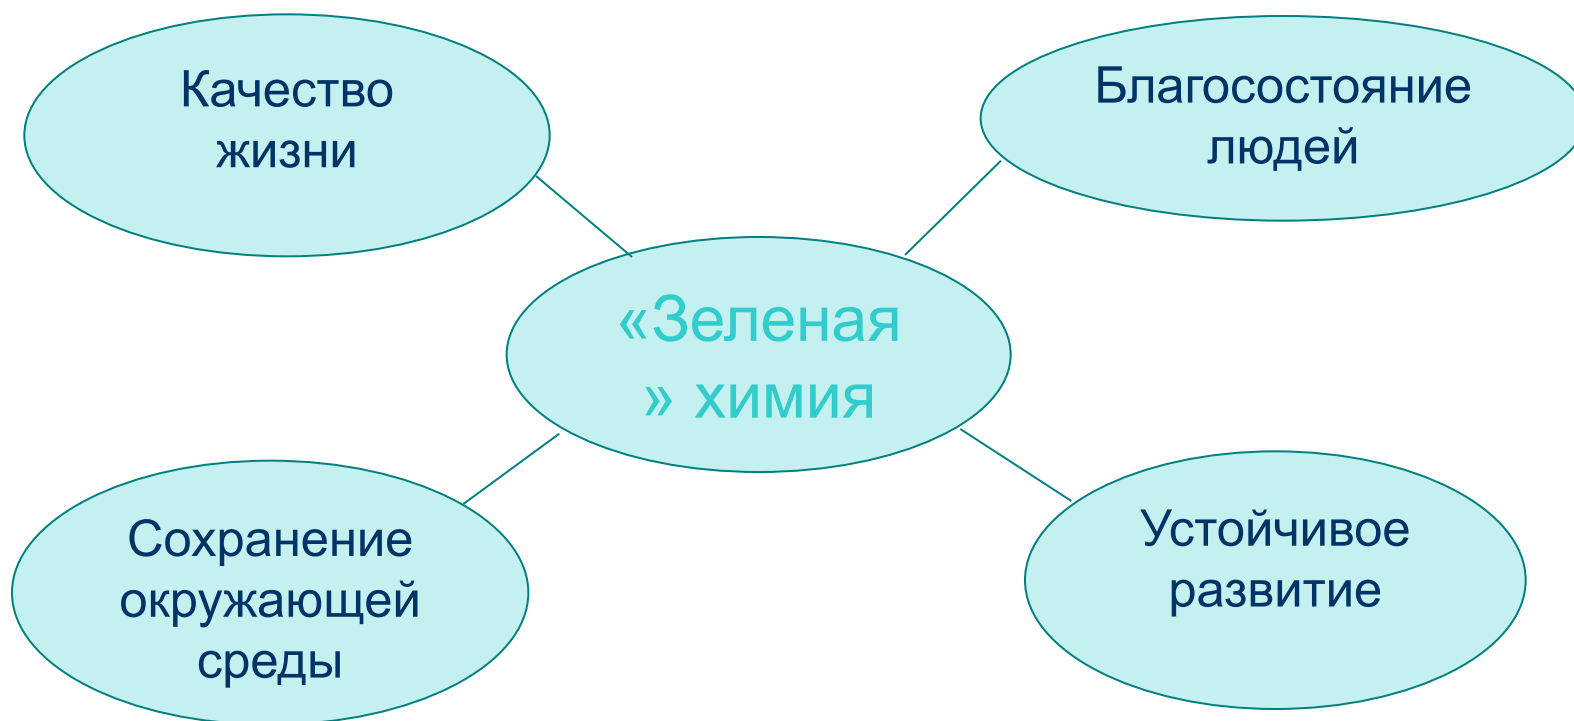 Качество
жизни
Благосостояние
людей
«Зеленая
» химия
Сохранение
окружающей
среды
Устойчивое
развитие